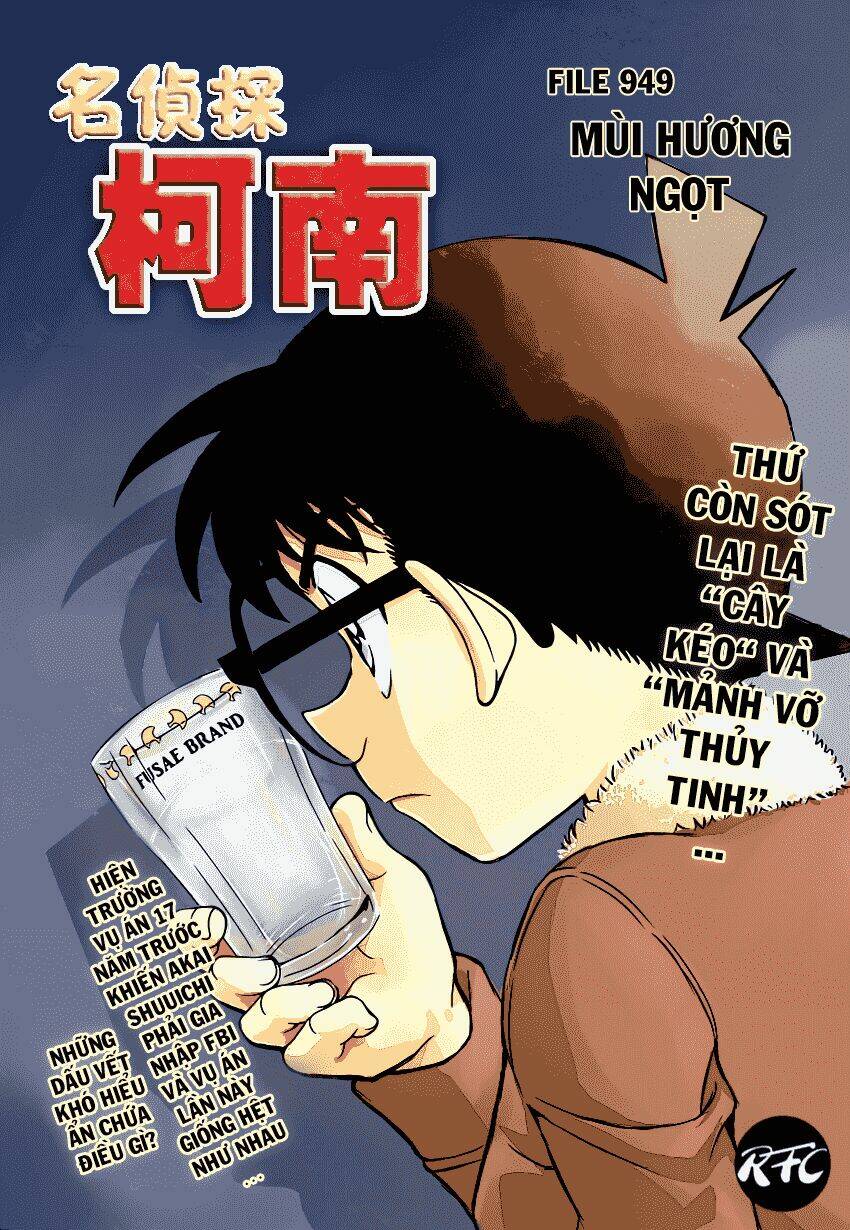 名偵探
柯南
FILE 949
MÙI HƯƠNG
NGỌT
THỨ
CÒN SÓT
LẠI LÀ
“CÂY
KÉO“ VÀ
“MẢNH VỠ
THỦY
TINH”
...
FUSAE BRAND
HIỆN
TRƯỜNG
VỤ ÁN 17
NĂM TRƯỚC
KHIẾN AKAI
SHUUICHI
PHẢI GIA
NHẬP FBI
VÀ VỤ ÁN
LẦN NÀY
GIỐNG HỆT
NHƯ NHAU
...
NHỮNG
DẤU VẾT
KHÓ HIỂU
ẨN CHỨA
ĐIỀU GÌ?
RFC